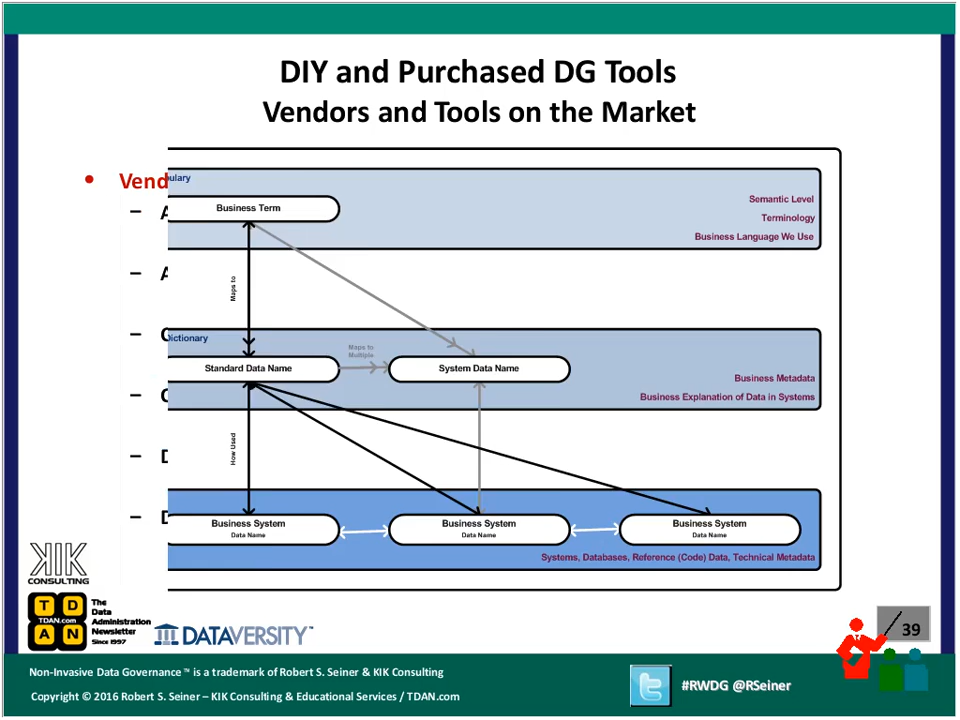 DIY and Purchased DG Tools
Vendors and Tools on the Market
• Vend
– A
– A
– C
– C
– D
– D
bulary
Business Term
Semantic Level
Terminology
Business Language We Use
Maps to
Dictionary
Maps to
Multiple
Standard Data Name
System Data Name
Business Metadata
Business Explanation of Data in Systems
How Used
Business System
Data Name
Business System
Data Name
Business System
Data Name
Systems, Databases, Reference (Code) Data, Technical Metadata
KIK
CONSULTING
T D
TDAN.com
A N
The
Data
Administration
Newsletter
Since 1997
DATAVERSITY™
39
Non-Invasive Data Governance™ is a trademark of Robert S. Seiner & KIK Consulting
Copyright © 2016 Robert S. Seiner – KIK Consulting & Educational Services / TDAN.com
#RWDG @RSeiner